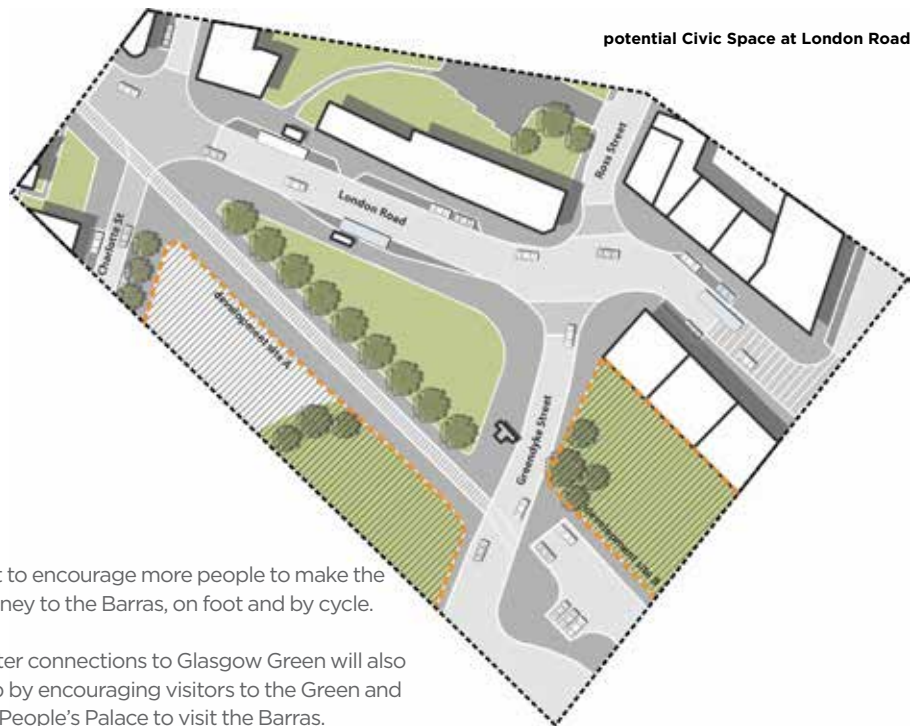 potential Civic Space at London Road
Ross Street
London Road
Charlotte St
development site A
Greendyke Street
development site B
t to encourage more people to make the
ney to the Barras, on foot and by cycle.
ter connections to Glasgow Green will also
by encouraging visitors to the Green and
People's Palace to visit the Barras.